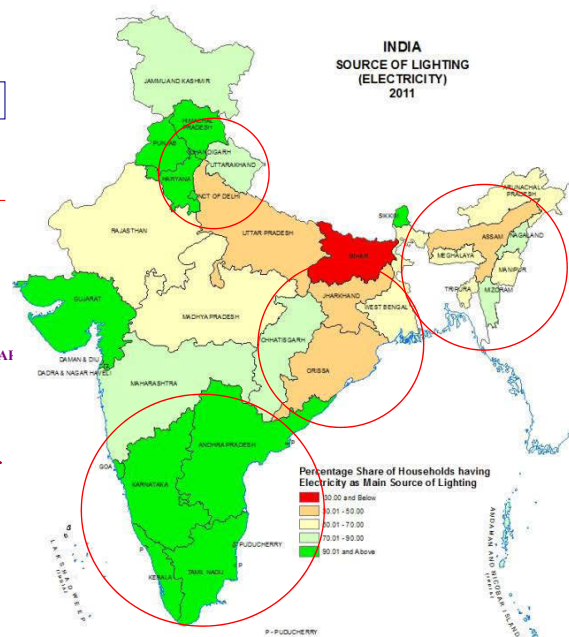 INDIA
SOURCE OF LIGHTING
(ELECTRICITY)
2011
JAMMU AND KASHMIR
HIMACHAL
PRADESH
PUNJAB
CHANDIGARH
UTTARAKHAND
HARYANA
NCT OF DELHI
ARUNACHAL
PRADESH
SIKKIM
RAJASTHAN
UTTAR PRADESH
ASSAM
NAGALAND
BIHAR
MEGHALAYA
MANIPUR
TRIPURA
MIZORAM
JHARKHAND
WEST BENGAL
GUJARAT
MADHYA PRADESH
CHHATISGARH
ORISSA
DAMAN & DIU
DADRA & NAGAR HAVELI
MAHARASHTRA
ANDHRA PRADESH
GOA
KARNATAKA
Percentage Share of Households having
Electricity as Main Source of Lighting
30.00 and Below
30.01 - 50.00
50.01 - 70.00
70.01 - 90.00
90.01 and Above
PUDUCHERRY
KERALA
TAMIL NADU
LAKSHADWEEP
ANDAMAN AND NICOBAR ISLAND
P - PUDUCHERRY